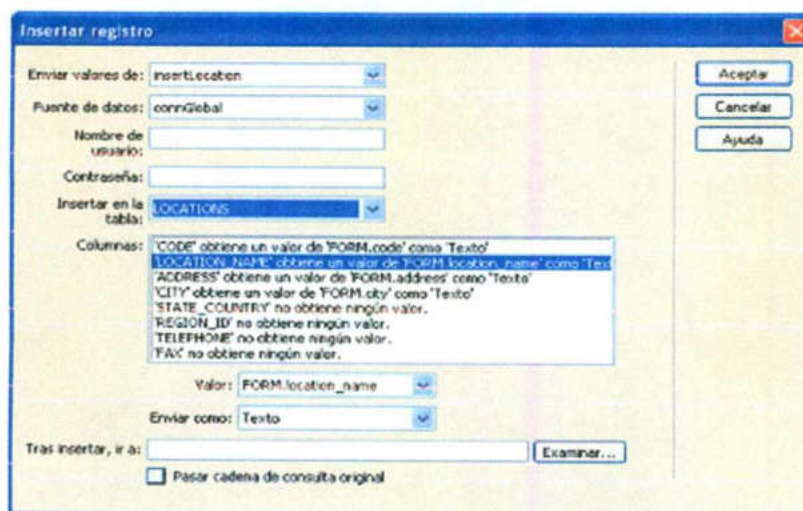 Insertar registro
Enviar valores de: insertLocation
Aceptar
Fuente de datos: connGlobal
Cancelar
Nombre de
usuario:
Ayuda
Contraseña:
Insertar en la
tabla: LOCATIONS
Columnas: 'CODE' obtiene un valor de 'FORM.code' como 'Texto'
'LOCATION_NAME' obtiene un valor de 'FORM.location_name' como 'Text
'ADDRESS' obtiene un valor de 'FORM.address' como 'Texto'
'CITY' obtiene un valor de 'FORM.city' como 'Texto'
'STATE_COUNTRY' no obtiene ningún valor.
'REGION_ID' no obtiene ningún valor.
'TELEPHONE' no obtiene ningún valor.
'FAX' no obtiene ningún valor.
Valor: FORM.location_name
Enviar como: Texto
Tras insertar, ir a:
Examinar...
Pasar cadena de consulta original